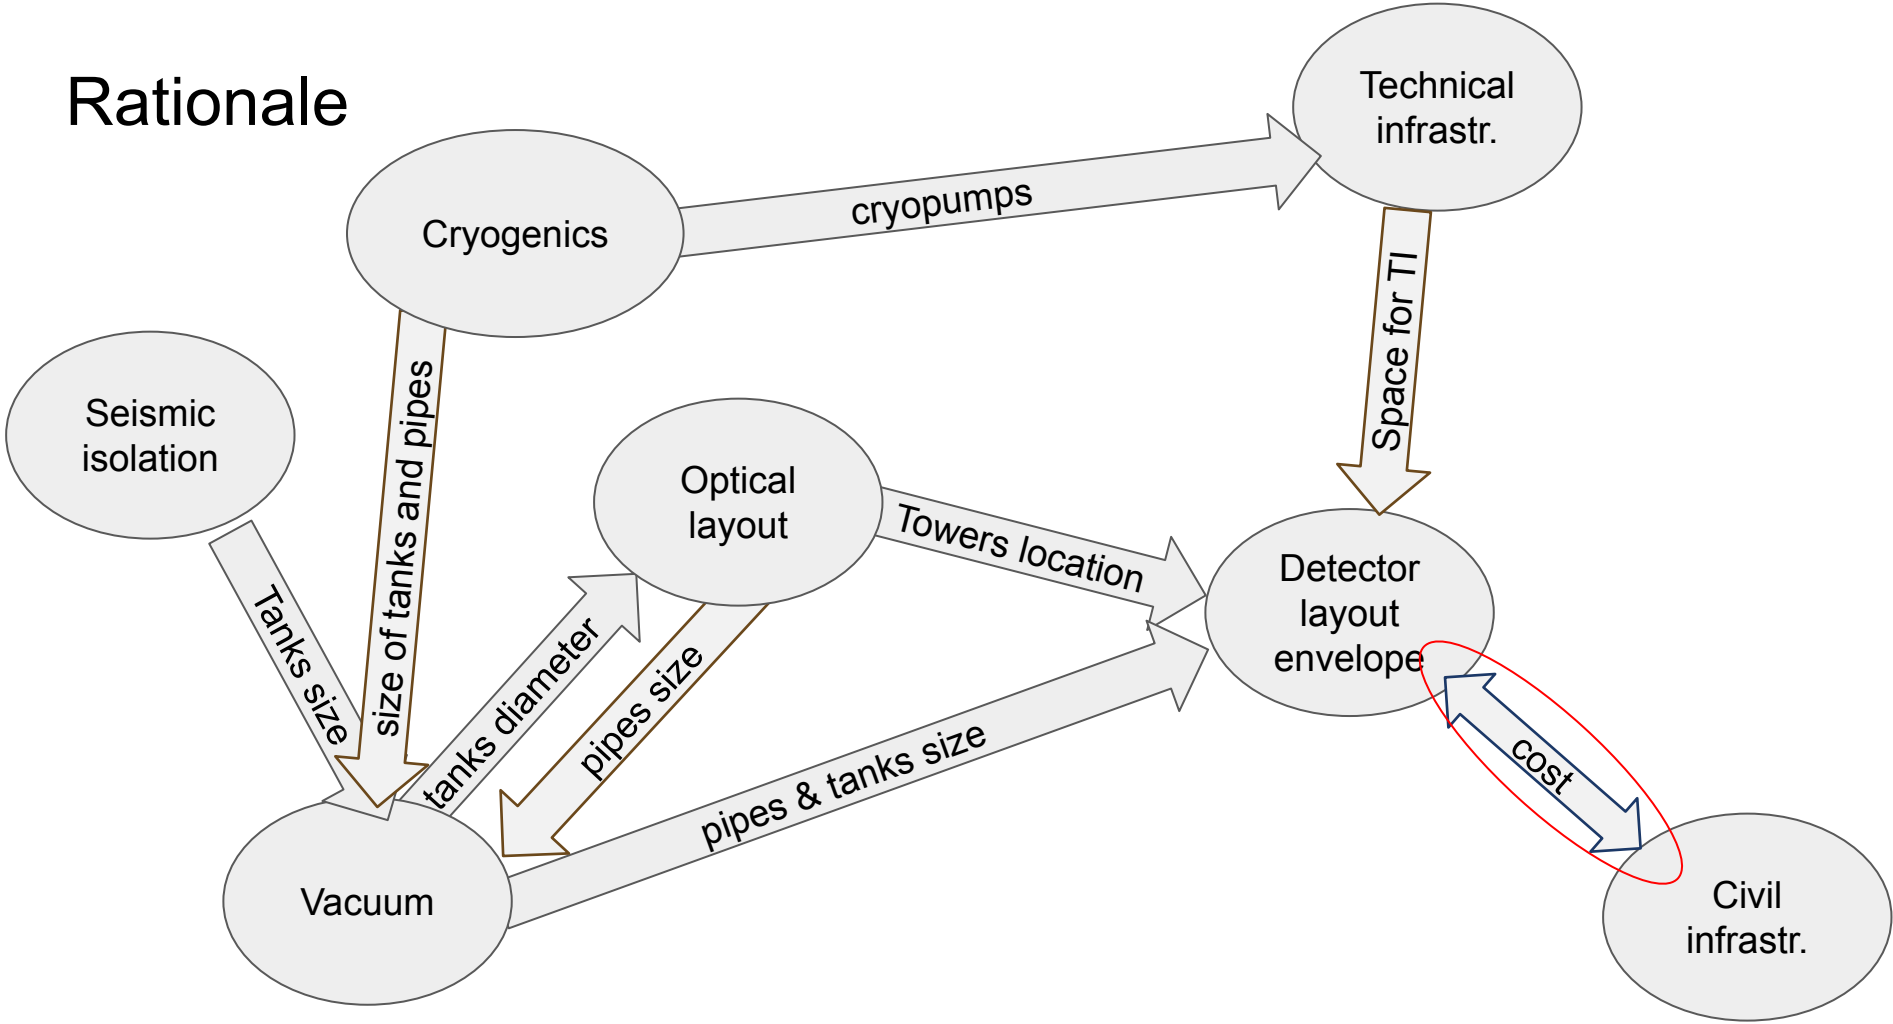 Rationale
Technical
infrastr.
Cryogenics
cryopumps
Space for TI
Seismic
isolation
size of tanks and pipes
Optical
layout
Towers location
Detector
layout
envelope
Tanks size
tanks diameter
pipes size
pipes & tanks size
cost
Vacuum
Civil
infrastr.